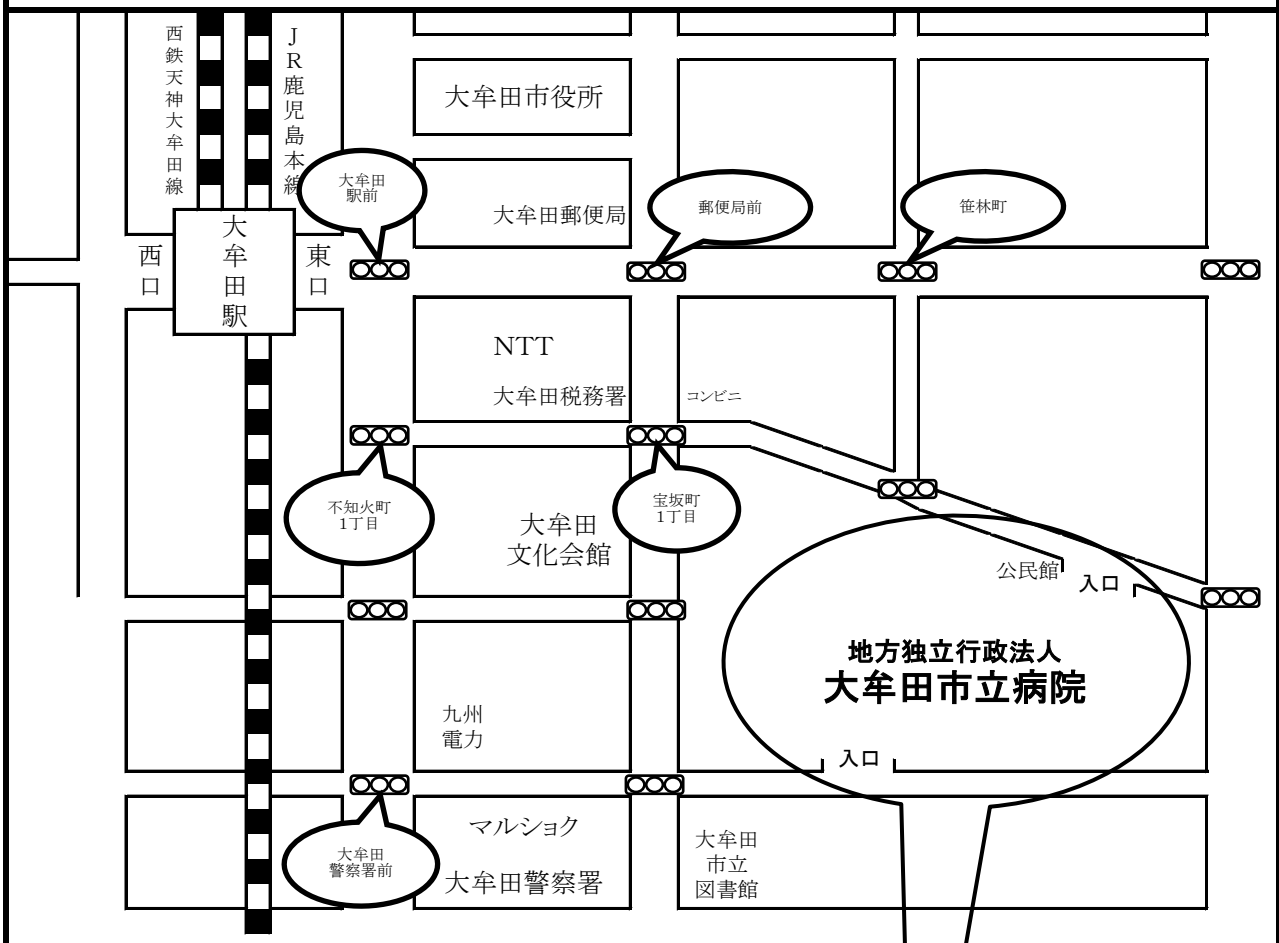 西鉄天神大牟田線
JR鹿児島本線
大牟田市役所
大牟田
駅前
大牟田郵便局
郵便局前
笹林町
西口
大牟田駅
東口
NTT
大牟田税務署
コンビニ
不知火町
1丁目
宝坂町
1丁目
大牟田
文化会館
公民館
入口
地方独立行政法人
大牟田市立病院
九州
電力
入口
マルショク
大牟田
警察署前
大牟田警察署
大牟田
市立
図書館